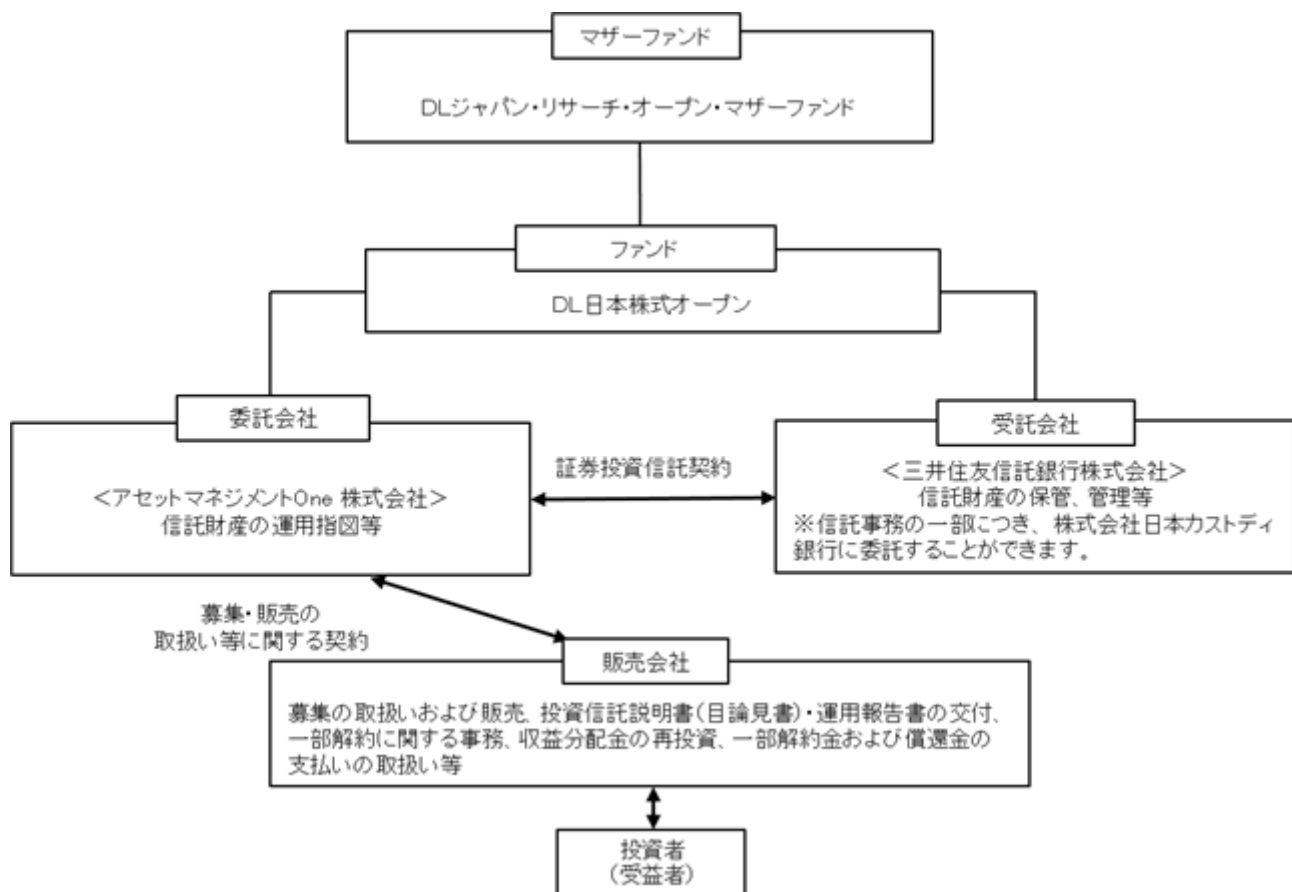 マザーファンド
DLジャパン・リサーチ・オープン・マザーファンド
ファンド
DL日本株式オープン
委託会社
＜アセットマネジメントOne 株式会社＞
信託財産の運用指図等
証券投資信託契約
受託会社
＜三井住友信託銀行株式会社＞
信託財産の保管、管理等
※信託事務の一部につき、株式会社日本カストディ
銀行に委託することができます。
募集・販売の
取扱い等に関する契約
販売会社
募集の取扱いおよび販売、投資信託説明書(目論見書)・運用報告書の交付、
一部解約に関する事務、収益分配金の再投資、一部解約金および償還金の
支払いの取扱い等
投資者
（受益者）